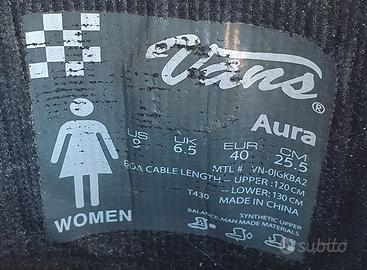 Vans®
Aura
US UK EUR CM
9 6.5 40 25.5
MTL # VN-0JGKBA2
BOA CABLE LENGTH - UPPER: 120 CM
LOWER: 130 CM
T430 MADE IN CHINA
WOMEN
SYNTHETIC UPPER
BALANCE MAN MADE MATERIALS
subito